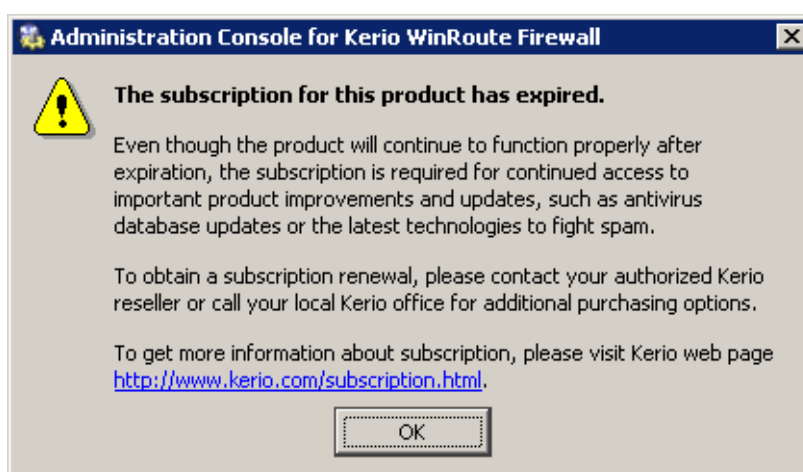 Administration Console for Kerio WinRoute Firewall
The subscription for this product has expired.
Even though the product will continue to function properly after
expiration, the subscription is required for continued access to
important product improvements and updates, such as antivirus
database updates or the latest technologies to fight spam.
To obtain a subscription renewal, please contact your authorized Kerio
reseller or call your local Kerio office for additional purchasing options.
To get more information about subscription, please visit Kerio web page
http://www.kerio.com/subscription.html.
OK